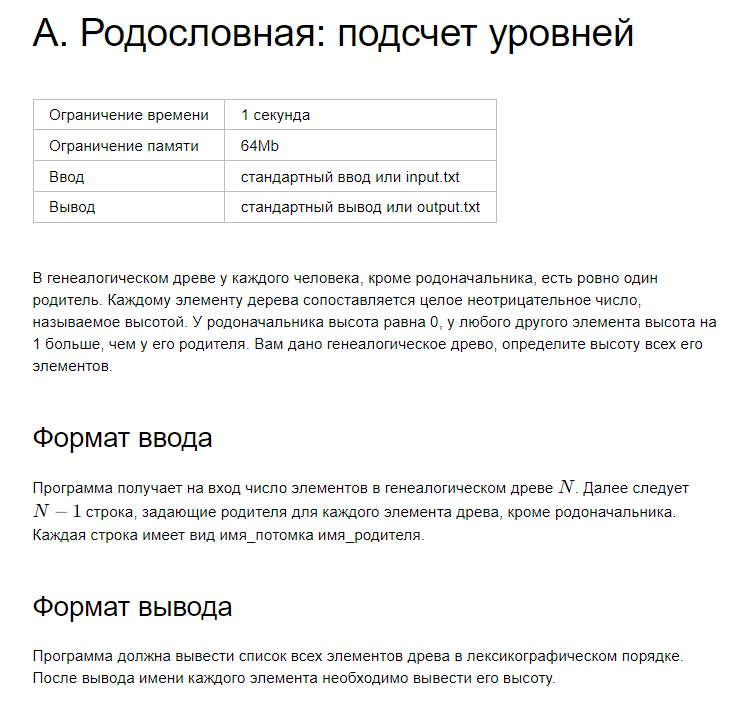 A. Родословная: подсчет уровней
Ограничение времени 1 секунда
Ограничение памяти 64Mb
Ввод стандартный ввод или input.txt
Вывод стандартный вывод или output.txt
В генеалогическом древе у каждого человека, кроме родоначальника, есть ровно один
родитель. Каждому элементу дерева сопоставляется целое неотрицательное число,
называемое высотой. У родоначальника высота равна 0, у любого другого элемента высота на
1 больше, чем у его родителя. Вам дано генеалогическое древо, определите высоту всех его
элементов.
Формат ввода
Программа получает на вход число элементов в генеалогическом древе N. Далее следует
N − 1 строка, задающие родителя для каждого элемента древа, кроме родоначальника.
Каждая строка имеет вид имя_потомка имя_родителя.
Формат вывода
Программа должна вывести список всех элементов древа в лексикографическом порядке.
После вывода имени каждого элемента необходимо вывести его высоту.